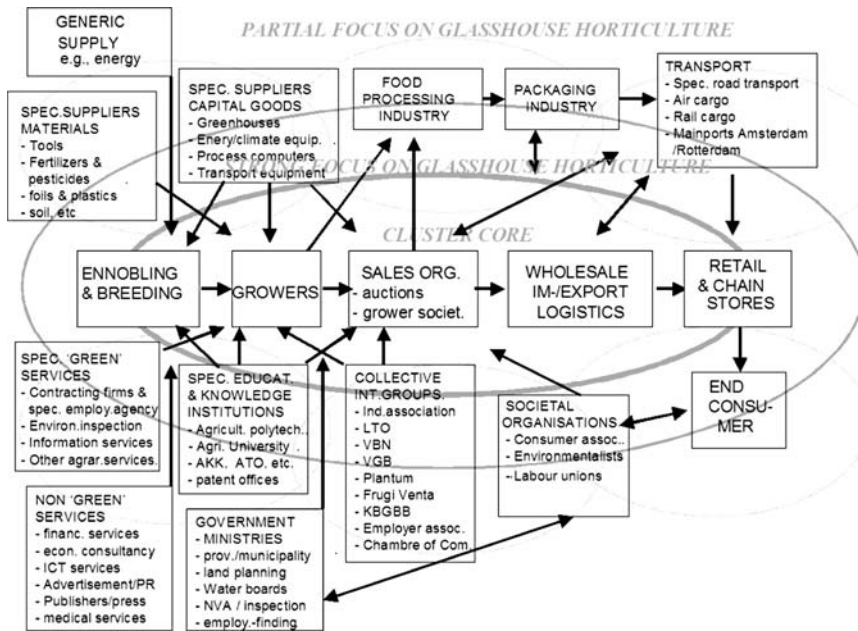 PARTIAL FOCUS ON GLASSHOUSE HORTICULTURE
GENERIC
SUPPLY
e.g., energy
SPEC.SUPPLIERS
MATERIALS
- Tools
- Fertilizers &
pesticides
- foils & plastics
- soil, etc
SPEC. SUPPLIERS
CAPITAL GOODS
- Greenhouses
- Enery/climate equip.
- Process computers
- Transport equipment
FOOD
PROCESSING
INDUSTRY
PACKAGING
INDUSTRY
TRANSPORT
- Spec. road transport
- Air cargo
- Rail cargo
- Mainports Amsterdam
/Rotterdam
STRONG FOCUS ON GLASSHOUSE HORTICULTURE
CLUSTER CORE
ENNOBLING
& BREEDING
GROWERS
SALES ORG.
- auctions
- grower societ.
WHOLESALE
IM-/EXPORT
LOGISTICS
RETAIL
& CHAIN
STORES
SPEC. 'GREEN'
SERVICES
- Contracting firms &
spec. employ.agency
- Environ.inspection
- Information services
- Other agrar.services.
SPEC. EDUCAT.
& KNOWLEDGE
INSTITUTIONS
- Agricult. polytech..
- Agri. University .
- AKK, ATO, etc.
- patent offices
COLLECTIVE
INT.GROUPS.
- Ind.association
- LTO
- VBN
- VGB
- Plantum
- Frugi Venta
- KBGBB
- Employer assoc.
- Chambre of Com.
SOCIETAL
ORGANISATIONS
- Consumer assoc..
- Environmentalists
- Labour unions
END
CONSU-
MER
NON 'GREEN'
SERVICES
- financ. services
- econ. consultancy
- ICT services
- Advertisement/PR
- Publishers/press
- medical services
GOVERNMENT
- MINISTRIES
- prov./municipality
- land planning
- Water boards
- NVA / inspection
- employ.-finding